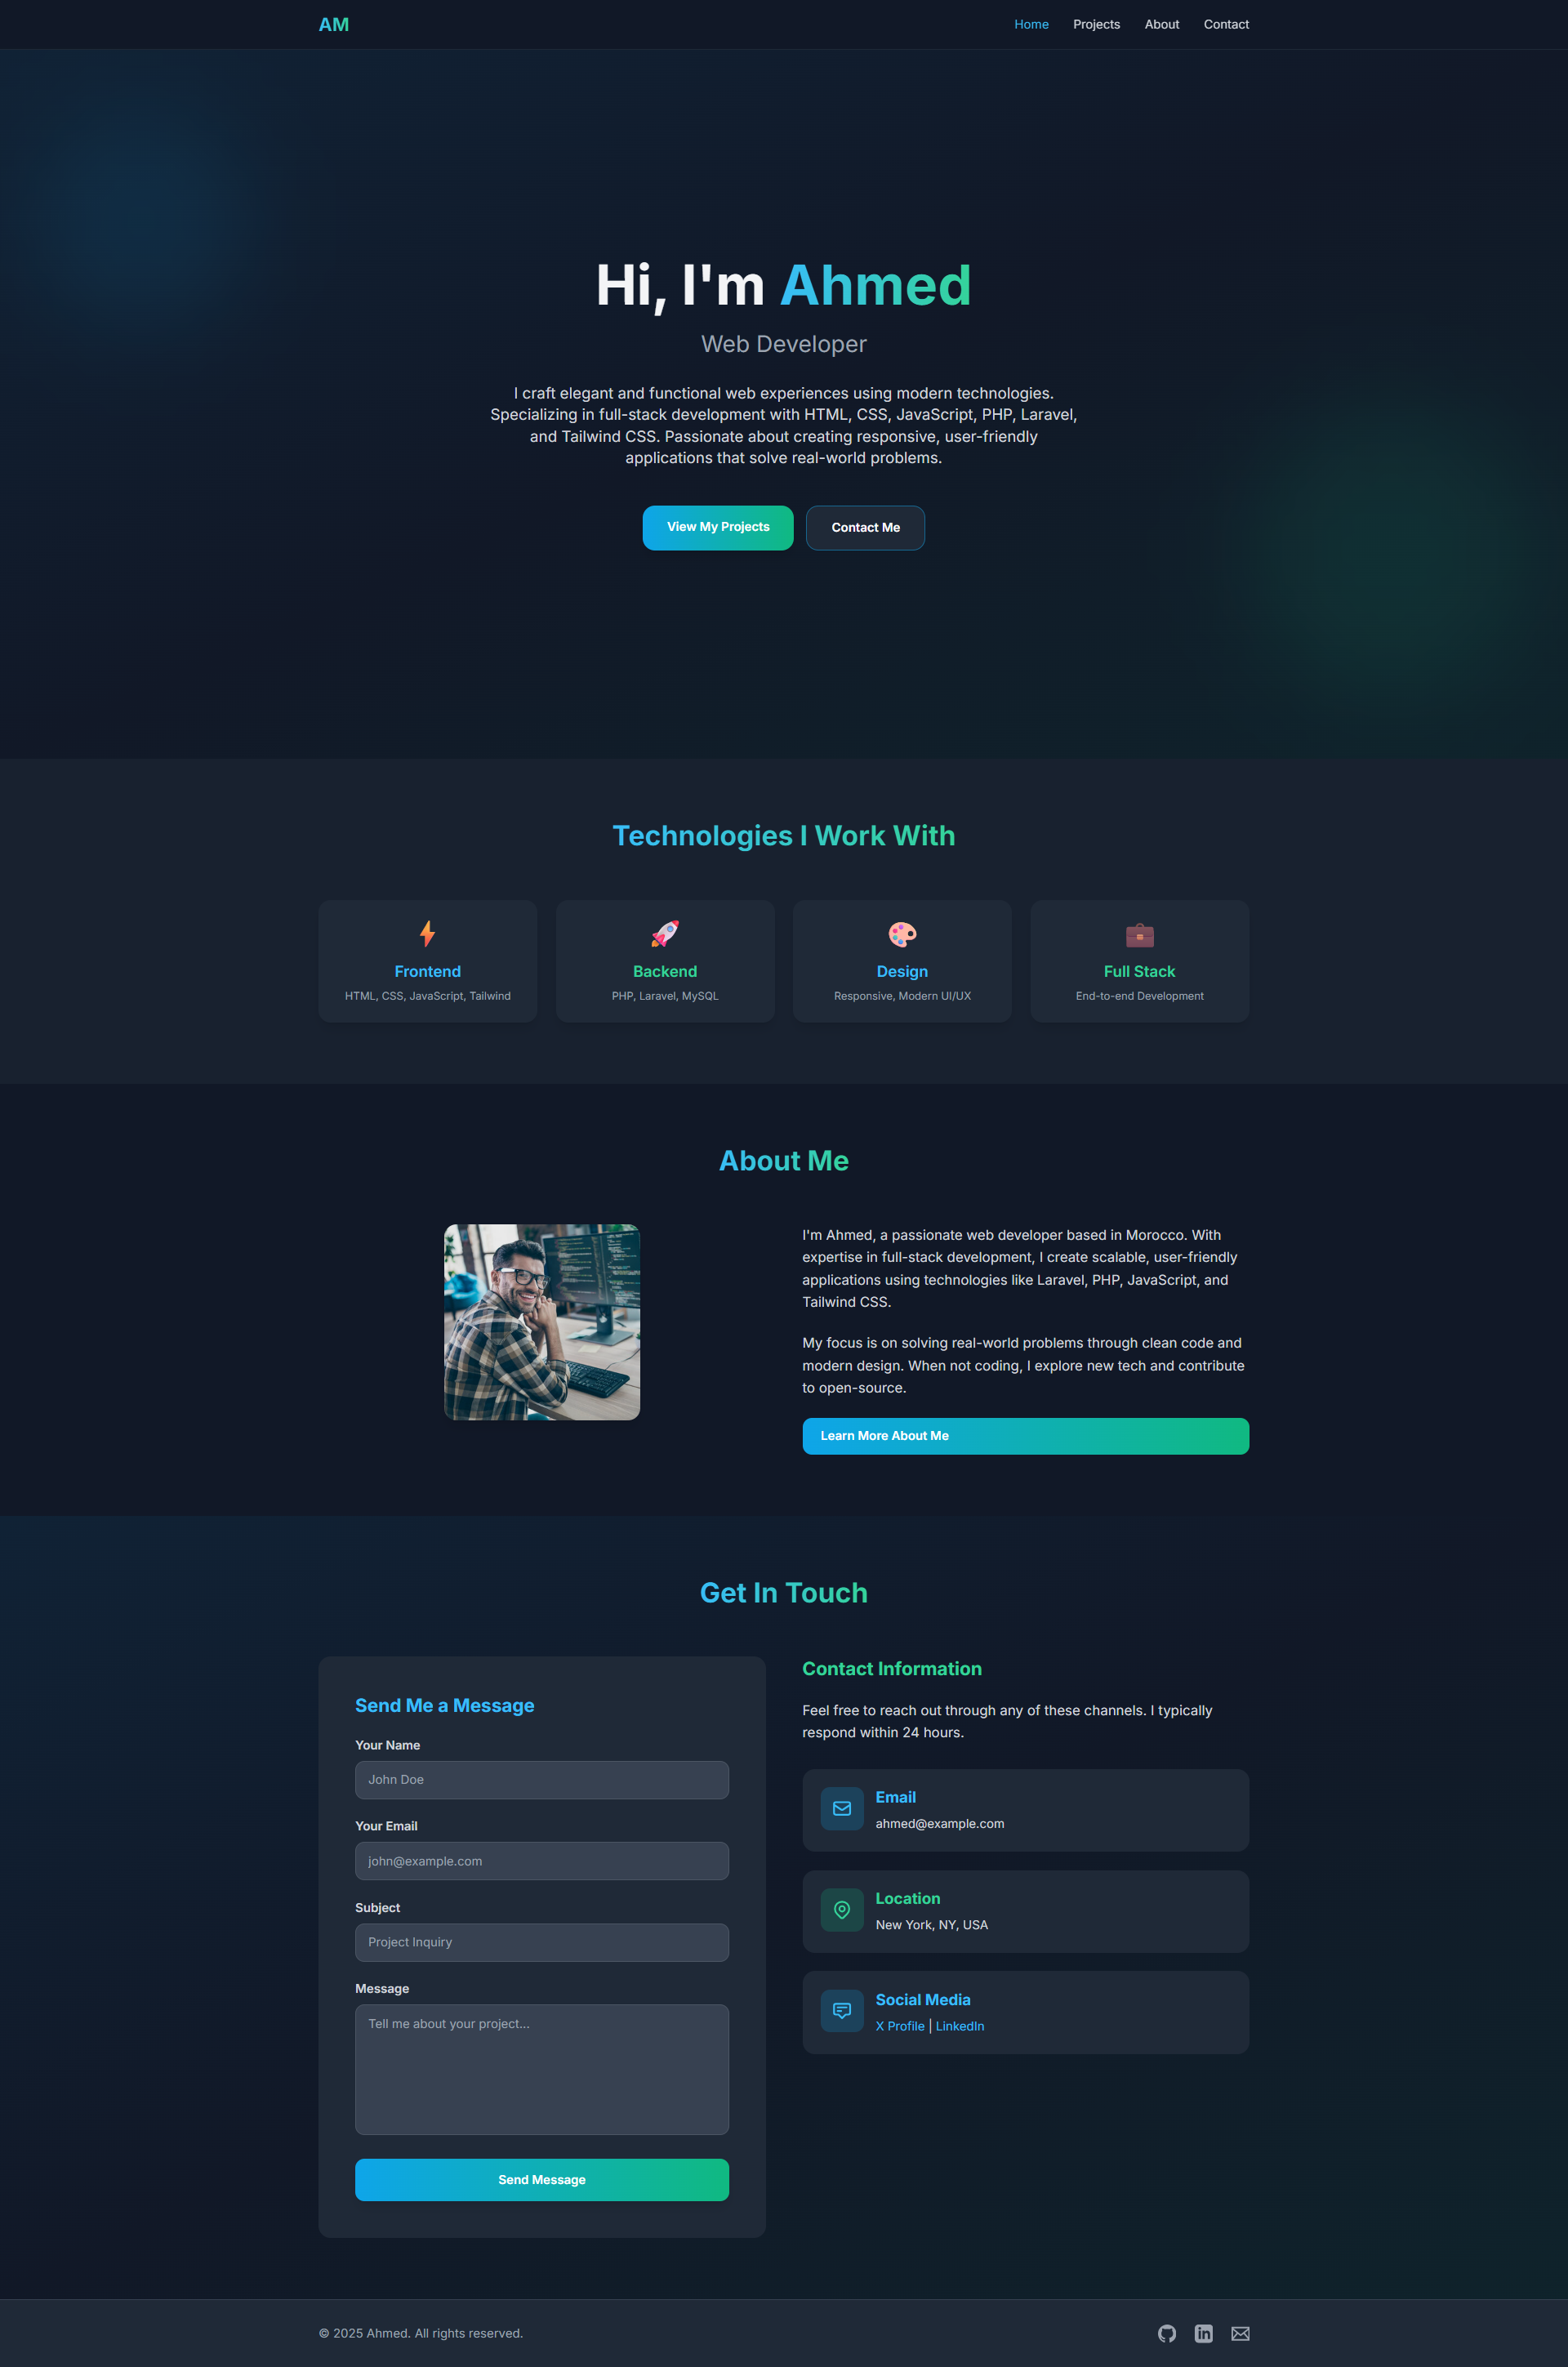 AM
Home Projects About Contact
Hi, I'm Ahmed
Web Developer
I craft elegant and functional web experiences using modern technologies.
Specializing in full-stack development with HTML, CSS, JavaScript, PHP, Laravel,
and Tailwind CSS. Passionate about creating responsive, user-friendly
applications that solve real-world problems.
View My Projects
Contact Me
Technologies I Work With
Frontend
HTML, CSS, JavaScript, Tailwind
Backend
PHP, Laravel, MySQL
Design
Responsive, Modern UI/UX
Full Stack
End-to-end Development
About Me
I'm Ahmed, a passionate web developer based in Morocco. With
expertise in full-stack development, I create scalable, user-friendly
applications using technologies like Laravel, PHP, JavaScript, and
Tailwind CSS.
My focus is on solving real-world problems through clean code and
modern design. When not coding, I explore new tech and contribute
to open-source.
Learn More About Me
Get In Touch
Send Me a Message
Your Name
John Doe
Your Email
john@example.com
Subject
Project Inquiry
Message
Tell me about your project...
Send Message
Contact Information
Feel free to reach out through any of these channels. I typically
respond within 24 hours.
Email
ahmed@example.com
Location
New York, NY, USA
Social Media
X Profile | LinkedIn
© 2025 Ahmed. All rights reserved.